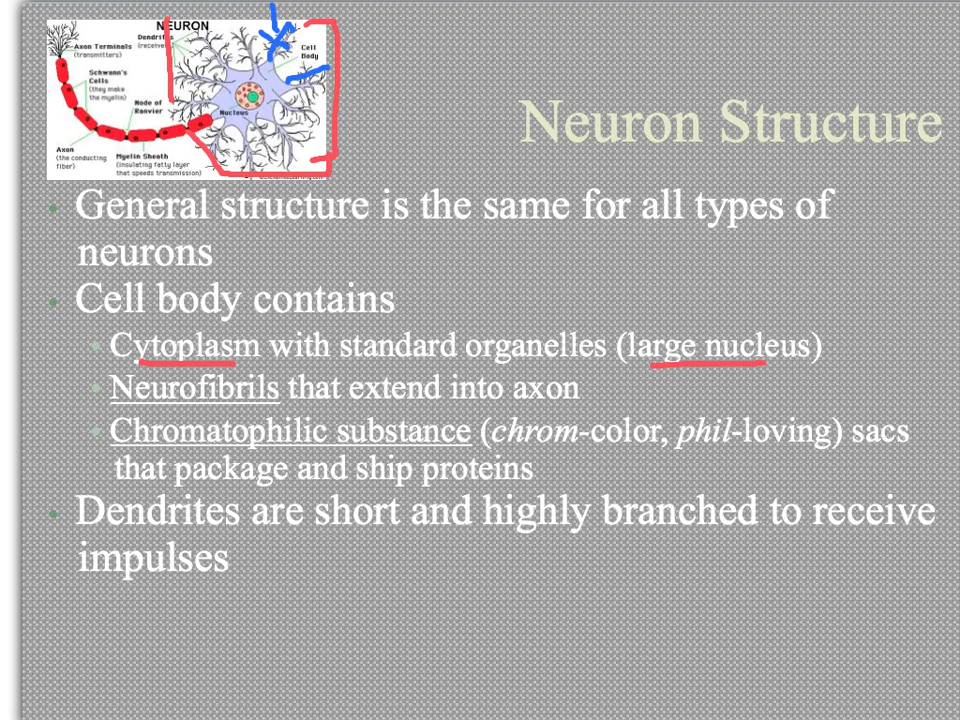 NEURON
Dendrites
(receivers)
Cell
Body
Axon Terminals
(transmitters)
Schwann's
Cells
(they make
the myelin)
Node of
Ranvier
Nucleus
Axon
(the conducting
fiber)
Myelin Sheath
(insulating fatty layer
that speeds transmission)
Neuron Structure
General structure is the same for all types of
neurons
Cell body contains
Cytoplasm with standard organelles (large nucleus)
Neurofibrils that extend into axon
Chromatophilic substance (chrom-color, phil-loving) sacs
that package and ship proteins
Dendrites are short and highly branched to receive
impulses